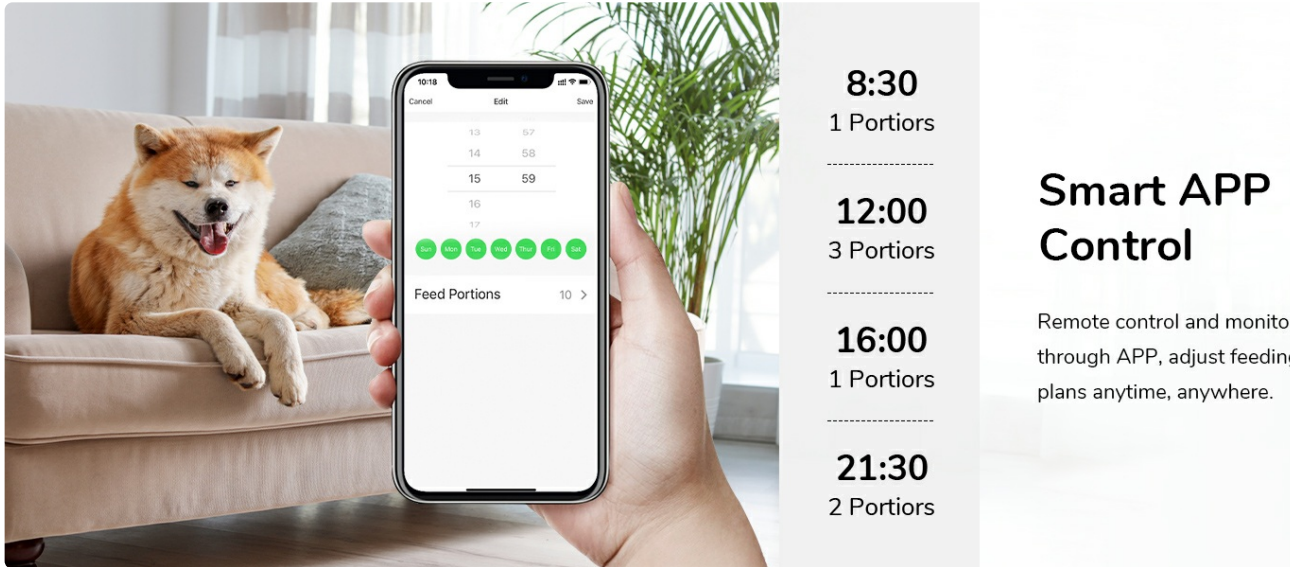 10:18
Cancel Edit Save
13 57
14 58
15 59
16
17
Sun Mon Tue Wed Thur Fri Sat
Feed Portions 10 >
8:30
1 Portiors
12:00
3 Portiors
16:00
1 Portiors
21:30
2 Portiors
Smart APP
Control
Remote control and monito
through APP, adjust feeding
plans anytime, anywhere.